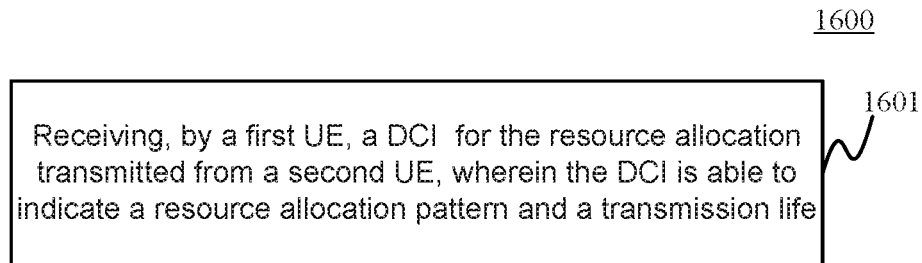 1600
1601
Receiving, by a first UE, a DCI for the resource allocation
transmitted from a second UE, wherein the DCI is able to
indicate a resource allocation pattern and a transmission life